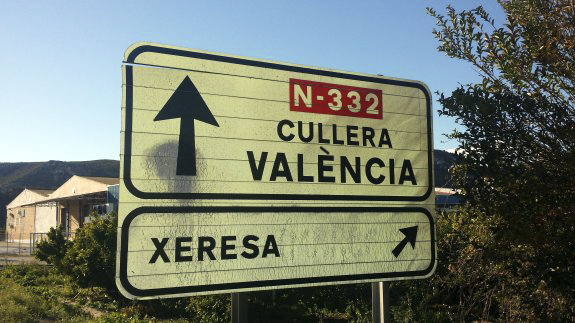 N-332
CULLERA
VALÈNCIA
XERESA